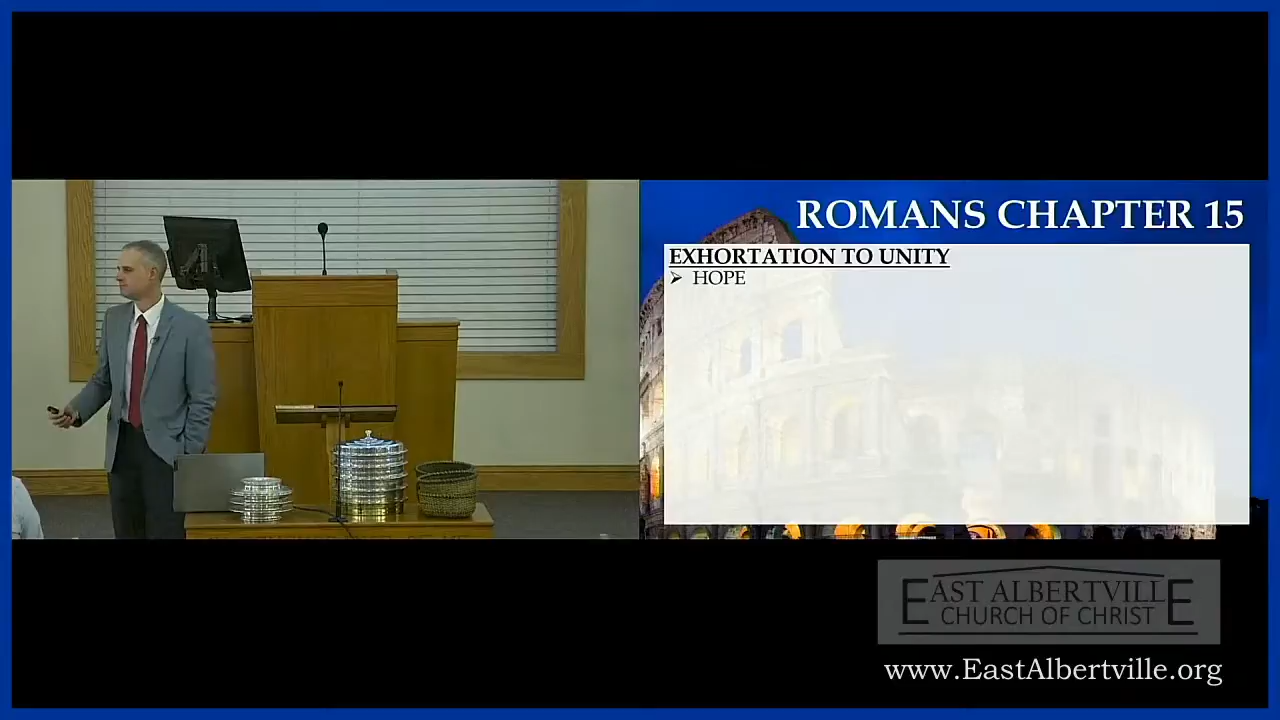 ROMANS CHAPTER 15
EXHORTATION TO UNITY
➢ HOPE
EAST ALBERTVILLE
CHURCH OF CHRIST
www.EastAlbertville.org